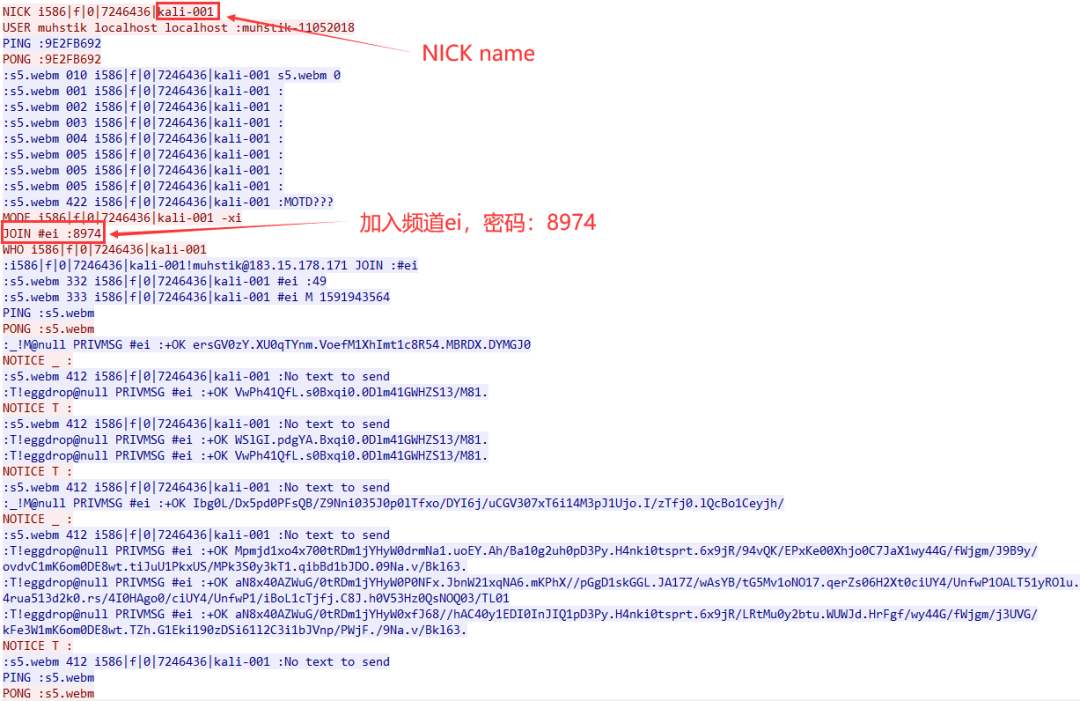 NICK i586|f|0|7246436|kali-001
USER muhstik localhost localhost :muhstik-11052018
PING :9E2FB692
NICK name
PONG :9E2FB692
:s5.webm 010 i586|f|0|7246436|kali-001 s5.webm 0
:s5.webm 001 i586|f|0|7246436|kali-001 :
:s5.webm 002 i586|f|0|7246436|kali-001 :
:s5.webm 003 i586|f|0|7246436|kali-001 :
:s5.webm 004 i586|f|0|7246436|kali-001 :
:s5.webm 005 i586|f|0|7246436|kali-001 :
:s5.webm 005 i586|f|0|7246436|kali-001 :
:s5.webm 005 i586|f|0|7246436|kali-001 :
:s5.webm 422 i586|f|0|7246436|kali-001 :MOTD???
MODE i586|f|0|7246436|kali-001 -xi
JOIN #ei :8974
加入频道ei，密码：8974
WHO i586|f|0|7246436|kali-001
:i586|f|0|7246436|kali-001!muhstik@183.15.178.171 JOIN :#ei
:s5.webm 332 i586|f|0|7246436|kali-001 #ei :49
:s5.webm 333 i586|f|0|7246436|kali-001 #ei M 1591943564
PING :s5.webm
PONG :s5.webm
:_!M@null PRIVMSG #ei :+OK ersGV0zY.XU0qTYnm.VoefM1XhImt1c8R54.MBRDX.DYMGJ0
NOTICE _ :
:s5.webm 412 i586|f|0|7246436|kali-001 :No text to send
:T!eggdrop@null PRIVMSG #ei :+OK VwPh41QfL.s0Bxqi0.0Dlm41GWHZS13/M81.
NOTICE T :
:s5.webm 412 i586|f|0|7246436|kali-001 :No text to send
:T!eggdrop@null PRIVMSG #ei :+OK WSlGI.pdgYA.Bxqi0.0Dlm41GWHZS13/M81.
:T!eggdrop@null PRIVMSG #ei :+OK VwPh41QfL.s0Bxqi0.0Dlm41GWHZS13/M81.
NOTICE T :
:s5.webm 412 i586|f|0|7246436|kali-001 :No text to send
:_!M@null PRIVMSG #ei :+OK Ibg0L/Dx5pd0PFsQB/Z9Nni035J0p0lTfxo/DYI6j/uCGV307xT6i14M3pJ1Ujo.I/zTfj0.lQcBo1Ceyjh/
NOTICE _ :
:s5.webm 412 i586|f|0|7246436|kali-001 :No text to send
:T!eggdrop@null PRIVMSG #ei :+OK Mpmjd1xo4x700tRDm1jYHyW0drmNa1.uoEY.Ah/Ba10g2uh0pD3Py.H4nki0tsprt.6x9jR/94vQK/EPxKe00Xhjo0C7JaX1wy44G/fWjgm/J9B9y/
ovdvC1mK6om0DE8wt.tiJuU1PkxUS/MPk3S0y3kT1.qibBd1bJDO.09Na.v/Bkl63.
:T!eggdrop@null PRIVMSG #ei :+OK aN8x40AZWuG/0tRDm1jYHyW0P0NFx.JbnW21xqNA6.mKPhX//pGgD1skGGL.JA17Z/wAsYB/tG5Mv1oNO17.qerZs06H2Xt0ciUY4/UnfwP1OALT51yROlu.
4rua513d2k0.rs/4I0HAgo0/ciUY4/UnfwP1/iBoL1cTjfj.C8J.h0V53Hz0QsNOQ03/TL01
:T!eggdrop@null PRIVMSG #ei :+OK aN8x40AZWuG/0tRDm1jYHyW0xfJ68//hAC40y1EDI0InJIQ1pD3Py.H4nki0tsprt.6x9jR/LRtMu0y2btu.WUWJd.HrFgf/wy44G/fWjgm/j3UVG/
kFe3W1mK6om0DE8wt.TZh.G1Eki190zDSi61l2C3i1bJVnp/PWjF./9Na.v/Bkl63.
NOTICE T :
:s5.webm 412 i586|f|0|7246436|kali-001 :No text to send
PING :s5.webm
PONG :s5.webm